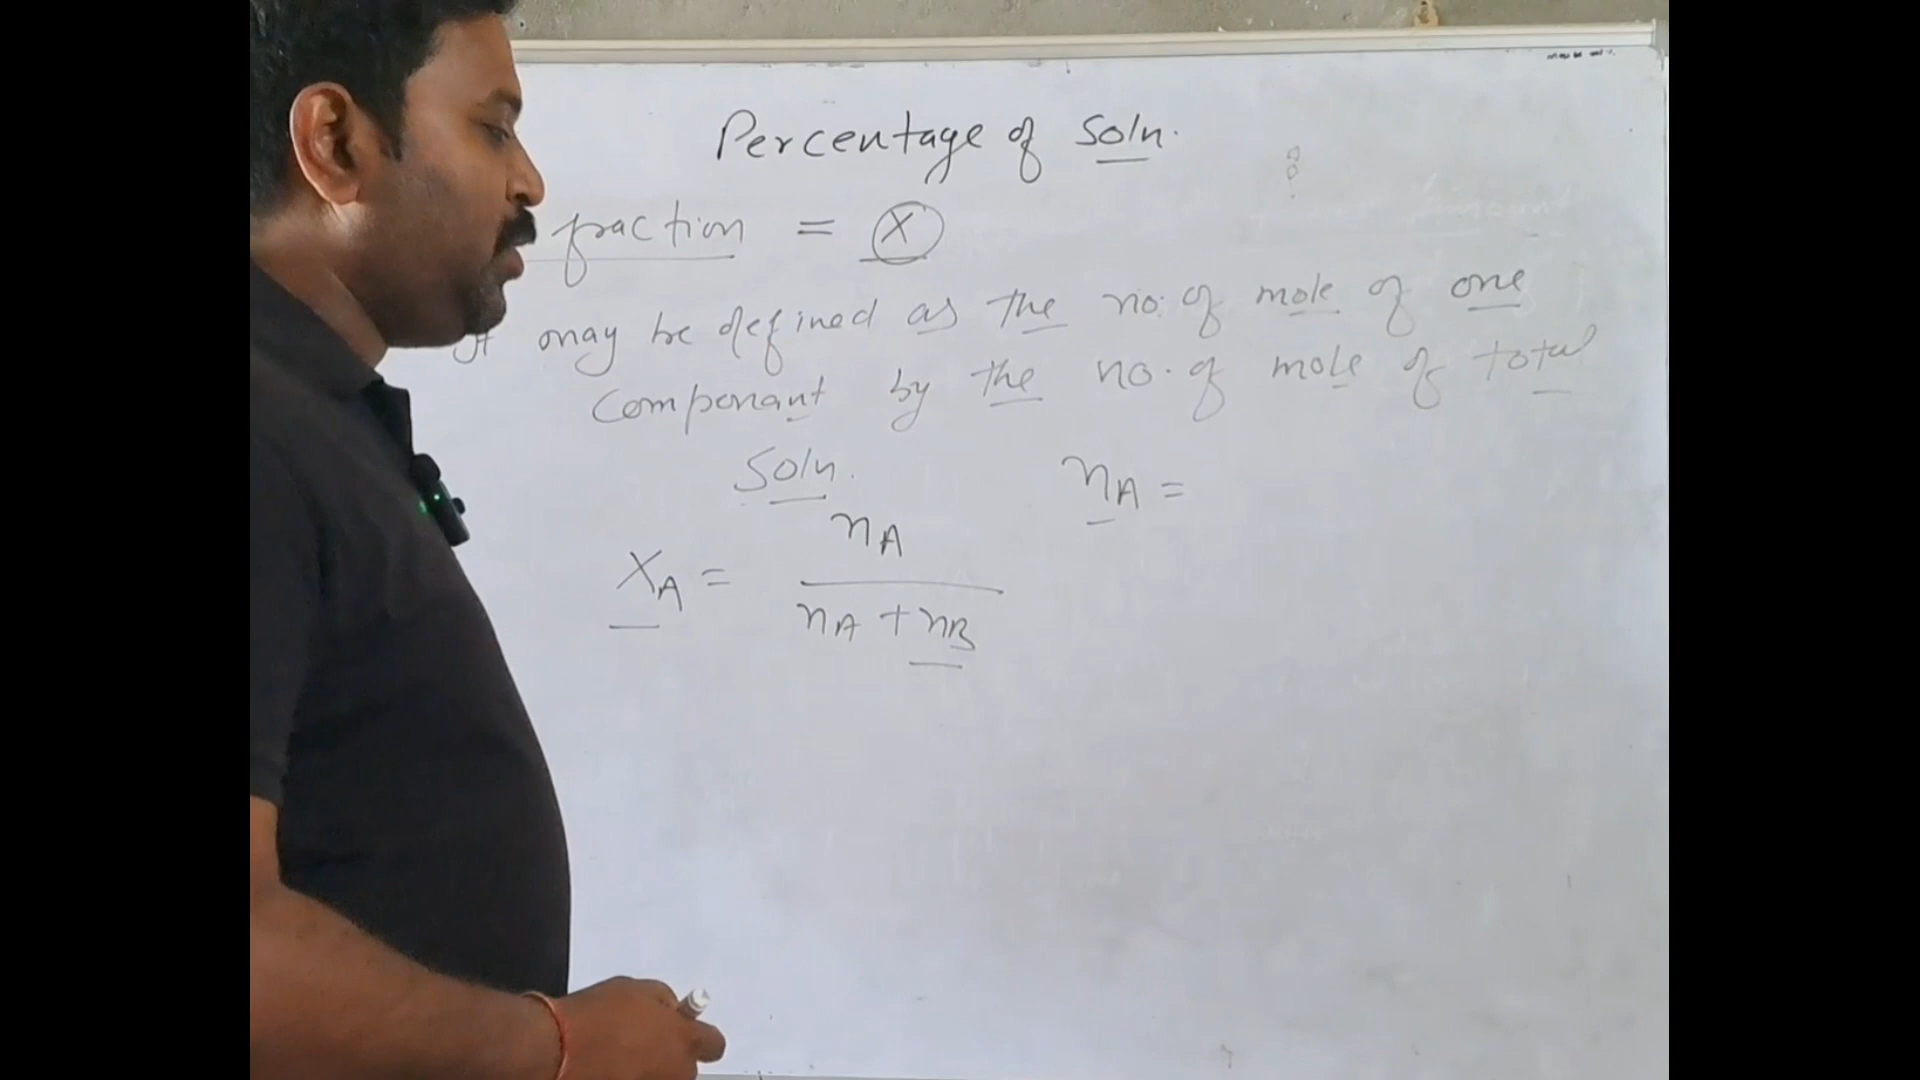 Percentage of Soln.
fraction = X
It may be defined as the no. of mole of one
Componant by the no. of mole of total
Soln.
nA =
XA = nA / nA + nB